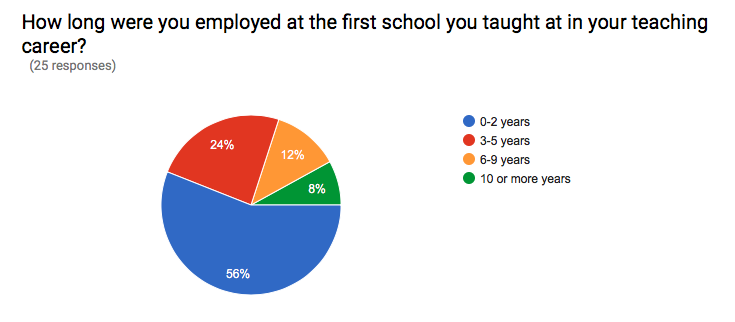 How long were you employed at the first school you taught at in your teaching
career?
(25 responses)
24%
12%
8%
56%
0-2 years
3-5 years
6-9 years
10 or more years